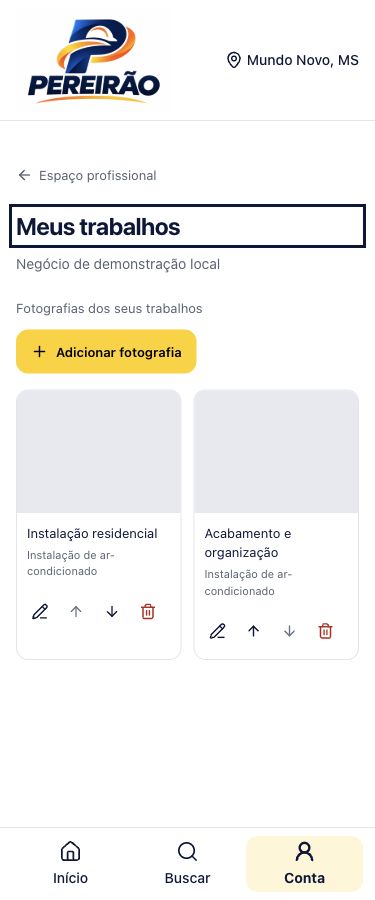 PEREIRÃO
Mundo Novo, MS
Espaço profissional
Meus trabalhos
Negócio de demonstração local
Fotografias dos seus trabalhos
Adicionar fotografia
Instalação residencial
Instalação de ar-
condicionado
Acabamento e
organização
Instalação de ar-
condicionado
Início
Buscar
Conta